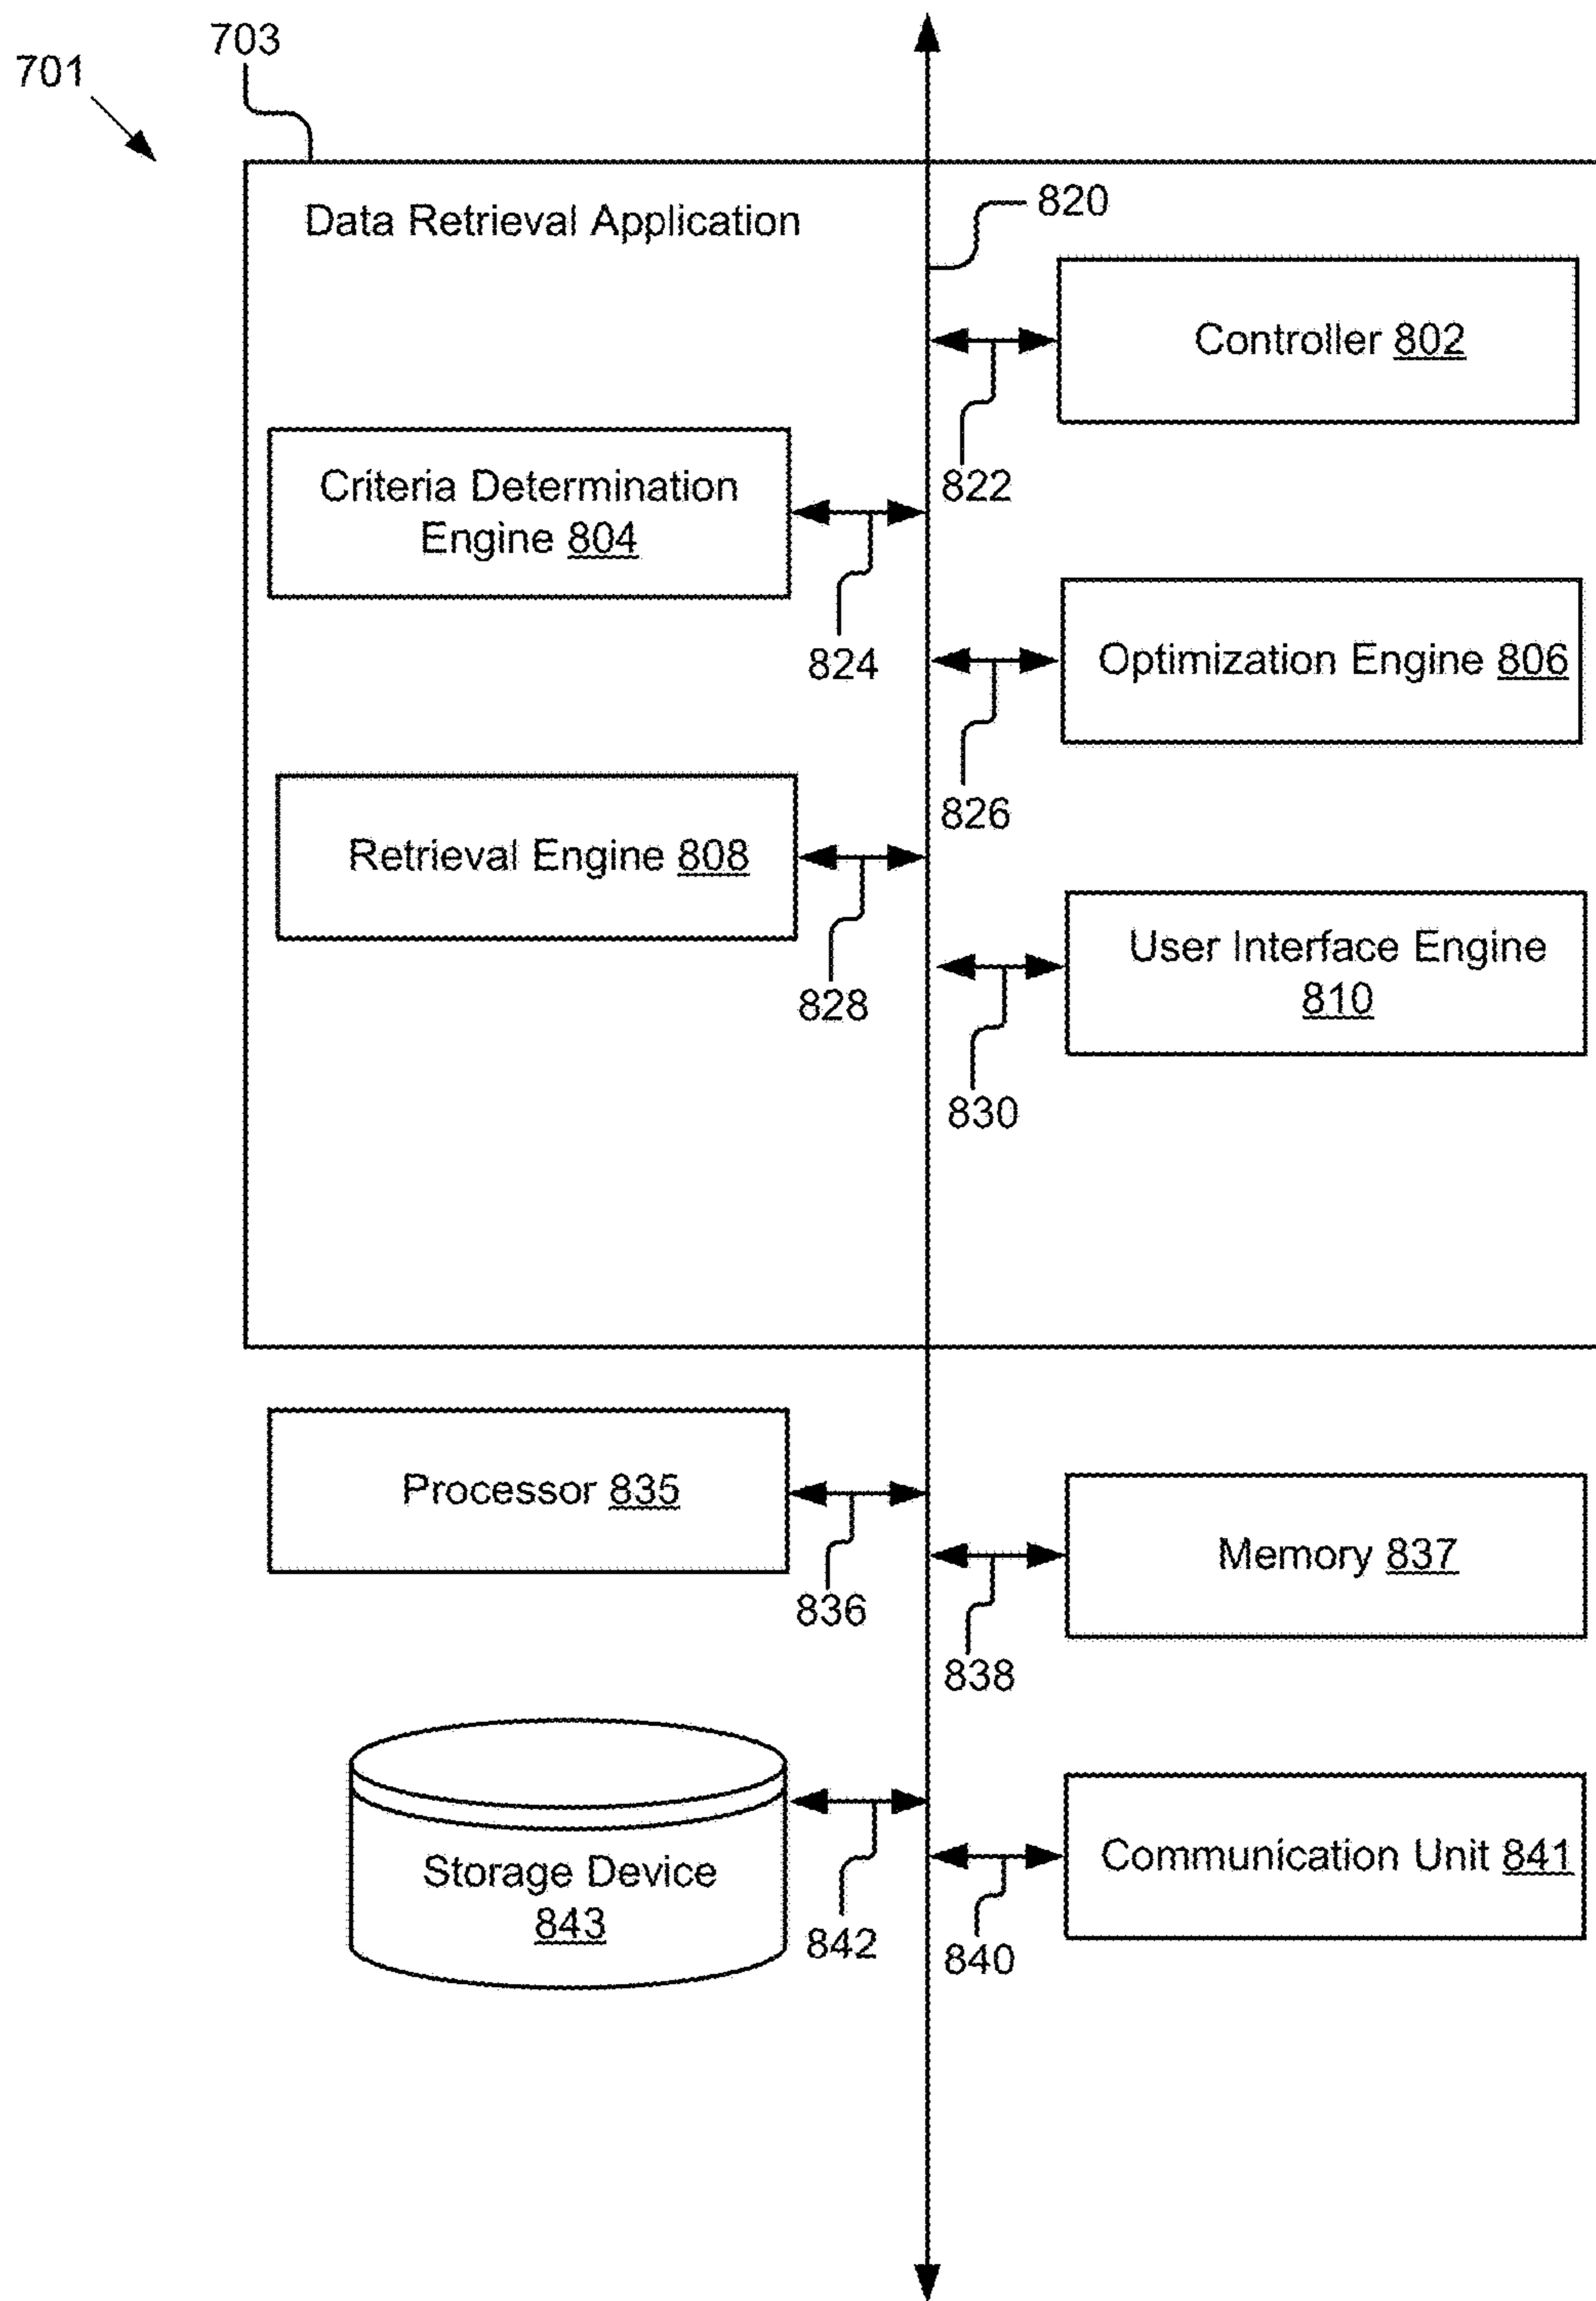 703
701
Data Retrieval Application
820
Controller 802
822
Criteria Determination
Engine 804
824
Optimization Engine 806
826
Retrieval Engine 808
828
User Interface Engine
810
830
Processor 835
836
Memory 837
838
Storage Device
843
842
Communication Unit 841
840